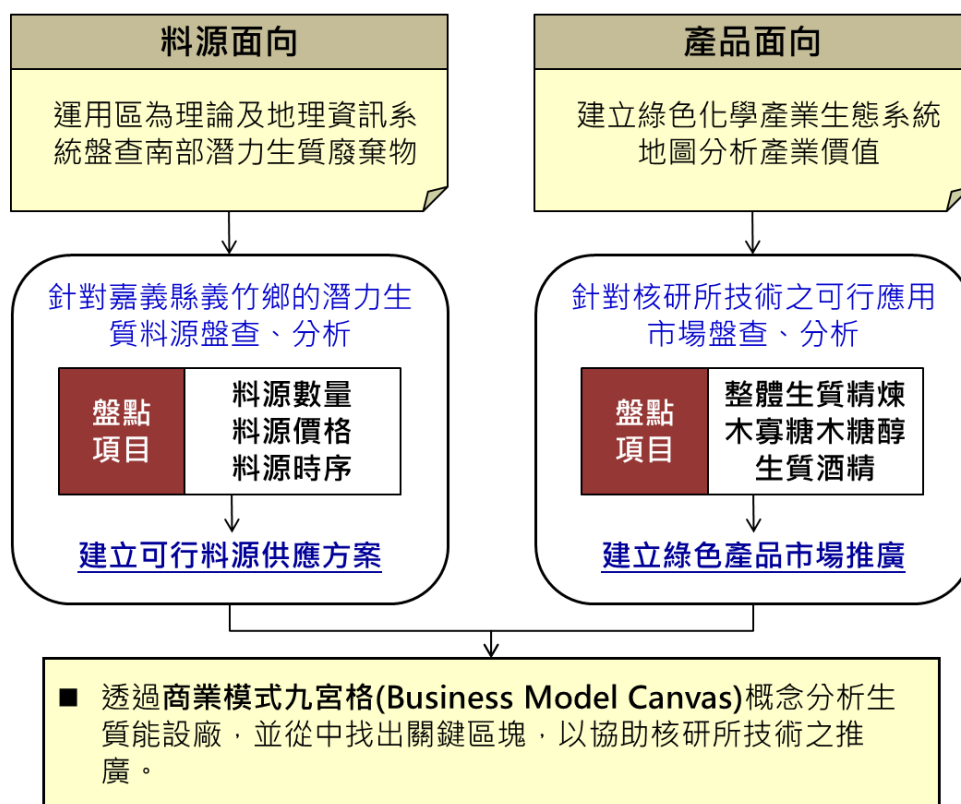 料源面向
運用區為理論及地理資訊系
統盤查南部潛力生質廢棄物
針對嘉義縣義竹鄉的潛力生
質料源盤查、分析
盤點
項目
料源數量
料源價格
料源時序
建立可行料源供應方案
產品面向
建立綠色化學產業生態系統
地圖分析產業價值
針對核研所技術之可行應用
市場盤查、分析
盤點
項目
整體生質精煉
木寡糖木糖醇
生質酒精
建立綠色產品市場推廣
■ 透過商業模式九宮格(Business Model Canvas)概念分析生
質能設廠，並從中找出關鍵區塊，以協助核研所技術之推
廣。